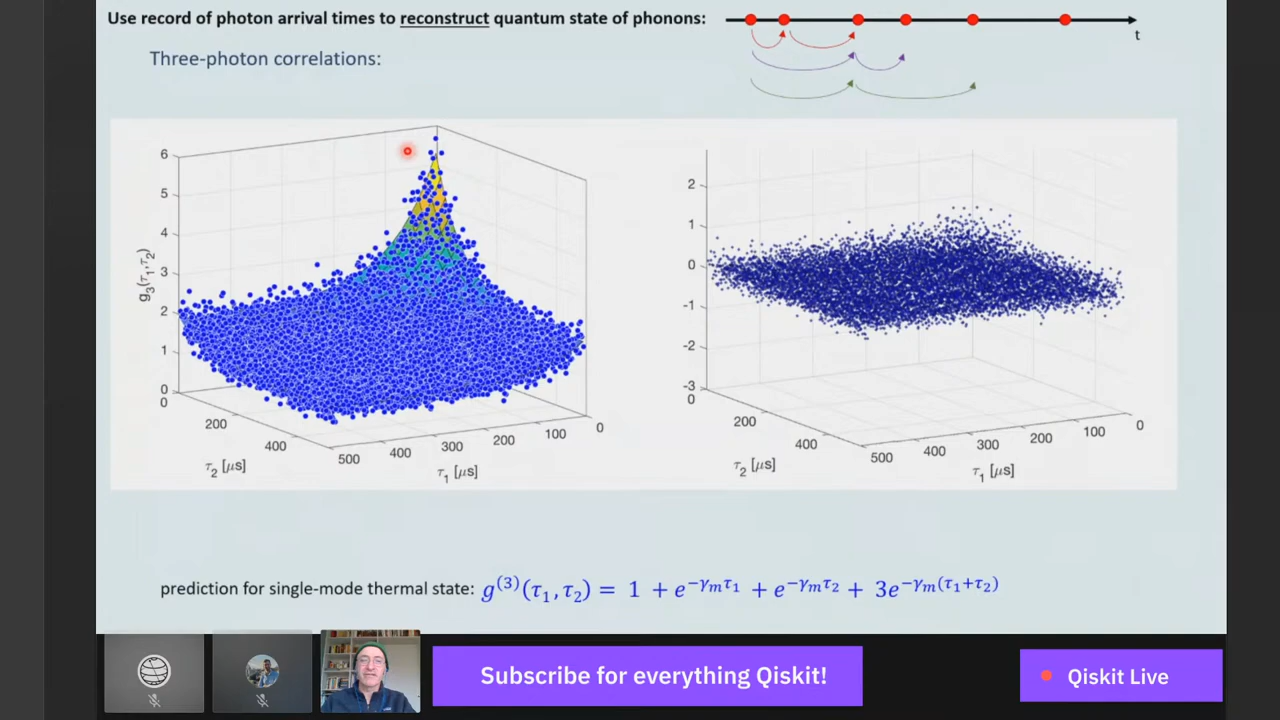 Use record of photon arrival times to reconstruct quantum state of phonons:
t
Three-photon correlations:
6
5
4
3
2
1
0
g₃(τ₁,τ₂)
0
200
400
τ₂ [μs]
500
400
300
200
100
0
τ₁ [μs]
2
1
0
-1
-2
-3
0
200
400
τ₂ [μs]
500
400
300
200
100
0
τ₁ [μs]
prediction for single-mode thermal state: g⁽³⁾(τ₁, τ₂) = 1 + e^{−γₘτ₁} + e^{−γₘτ₂} + 3e^{−γₘ(τ₁+τ₂)}
Subscribe for everything Qiskit!
Qiskit Live